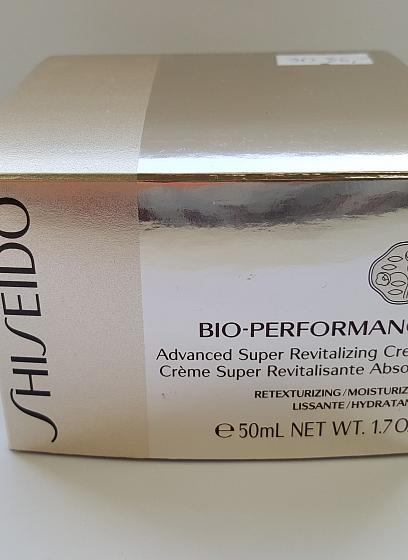 SHISEIDO
BIO-PERFORMANC
Advanced Super Revitalizing Cre
Crème Super Revitalisante Abso
RETEXTURIZING/MOISTURIZ
LISSANTE/HYDRATAN
℮ 50mL NET WT. 1.7 O